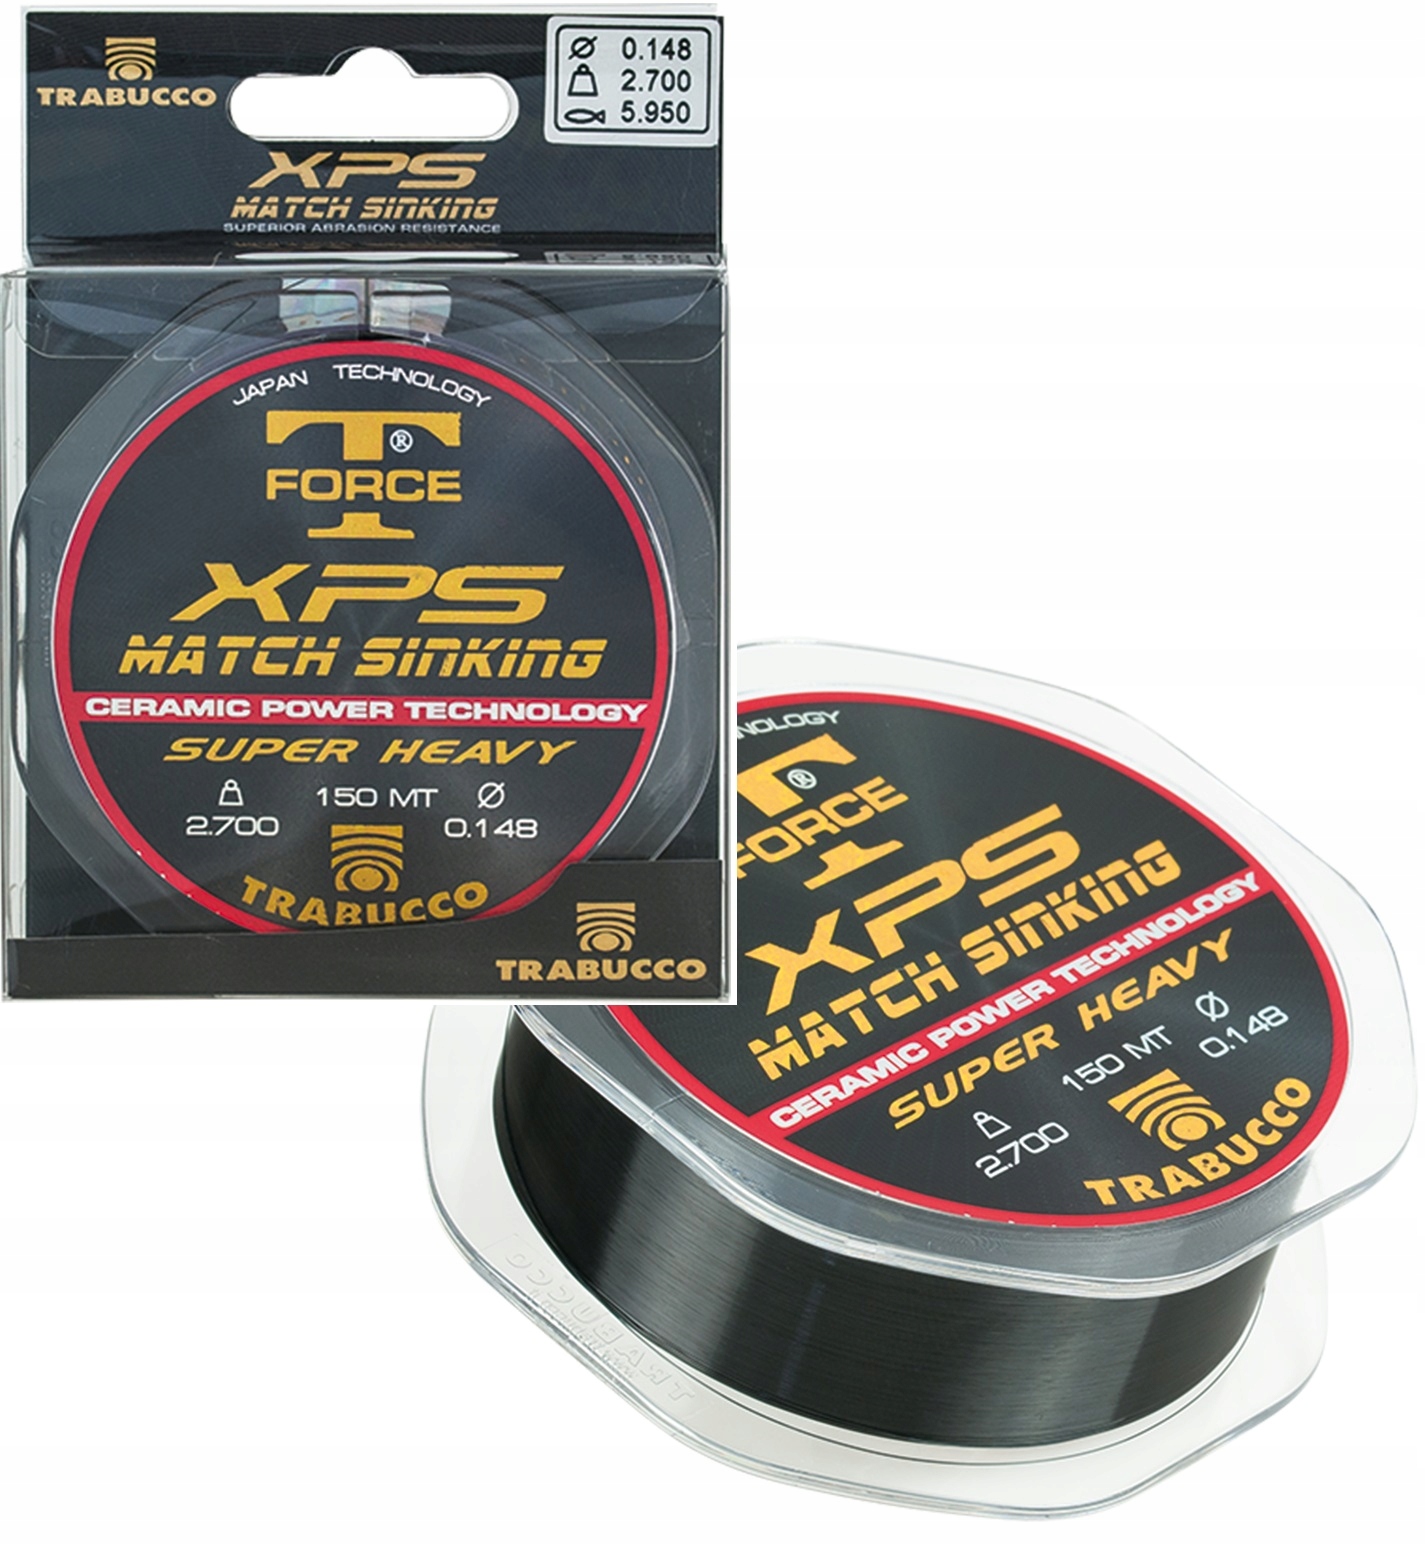 TRABUCCO
0.148
2.700
5.950
XPS
MATCH SINKING
SUPERIOR ABRASION RESISTANCE
JAPAN TECHNOLOGY
T®
FORCE
XPS
MATCH SINKING
CERAMIC POWER TECHNOLOGY
SUPER HEAVY
150 MT
2.700
0.148
TRABUCCO
TRABUCCO
NOLOGY
T®
FORCE
XPS
MATCH SINKING
CERAMIC POWER TECHNOLOGY
SUPER HEAVY
150 MT
0.148
2.700
TRABUCCO
TRABUCCO